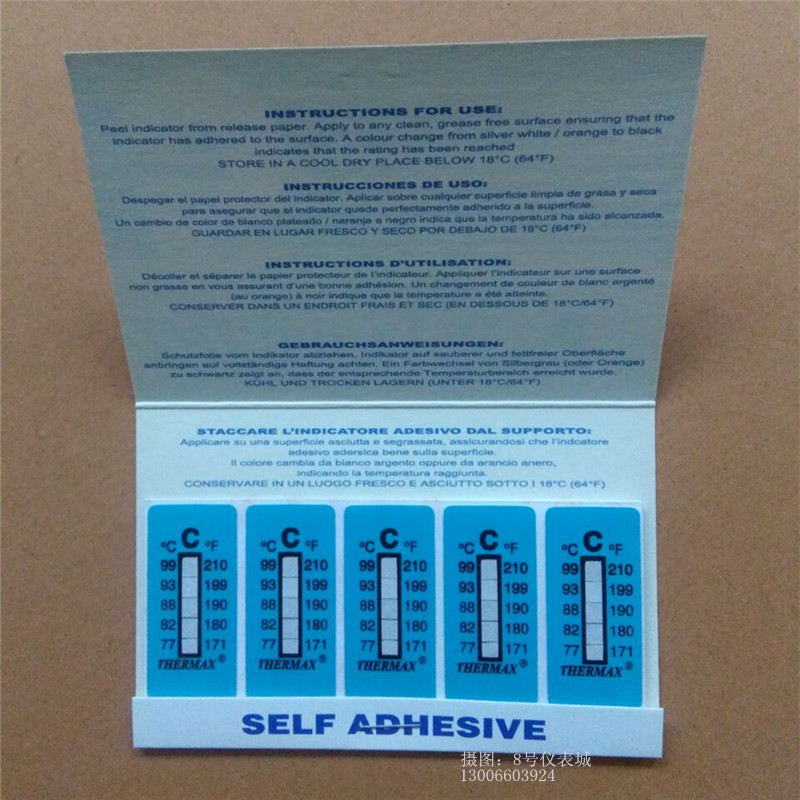 INSTRUCTIONS FOR USE:
Peel indicator from release paper. Apply to any clean, grease free surface ensuring that the
indicator has adhered to the surface. A colour change from silver white / orange to black
indicates that the rating has been reached
STORE IN A COOL DRY PLACE BELOW 18°C (64°F)
INSTRUCCIONES DE USO:
Despegar el papel protector del indicator. Aplicar sobre cualquier superficie limpia de grasa y seca
para asegurar que el indicator quede perfectamente adherido a la superficie.
Un cambio de color de blanco plateado / naranja a negro indica que la temperatura ha sido alcanzada.
GUARDAR EN LUGAR FRESCO Y SECO POR DEBAJO DE 18°C (64°F)
INSTRUCTIONS D'UTILISATION:
Décoller et séparer le papier protecteur de l'indicateur. Appliquer l'indicateur sur une surface
non grasse en vous assurant d'une bonne adhésion. Un changement de couleur de blanc argenté
(au orange) à noir indique que la temperature a été atteinte.
CONSERVER DANS UN ENDROIT FRAIS ET SEC (EN DESSOUS DE 18°C/64°F)
GEBRAUCHSANWEISUNGEN:
Schutzfolie vom Indikator abziehen. Indikator auf sauberer und fettfreier Oberfläche
anbringen auf vollständige Haftung achten. Ein Farbwechsel von Silbergrau (oder Orange)
zu schwartz zeigt an, dass der entsprechende Temperaturbereich erreicht wurde.
KÜHL UND TROCKEN LAGERN (UNTER 18°C/64°F)
STACCARE L'INDICATORE ADESIVO DAL SUPPORTO:
Applicare su una superficie asciutta e segrassata, assicurandosi che l'indcatore
adesivo adersica bene sulla superficie.
Il colore cambia da bianco argento oppure da arancio anero,
indicando la temperatura raggiunta.
CONSERVARE IN UN LUOGO FRESCO E ASCIUTTO SOTTO I 18°C (64°F)
°C C °F °C C °F °C C °F °C C °F °C C °F
99 210 99 210 99 210 99 210 99 210
93 199 93 199 93 199 93 199 93 199
88 190 88 190 88 190 88 190 88 190
82 180 82 180 82 180 82 180 82 180
77 171 77 171 77 171 77 171 77 171
THERMAX® THERMAX® THERMAX® THERMAX® THERMAX®
SELF ADHESIVE
摄图：8号仪表城
13006603924